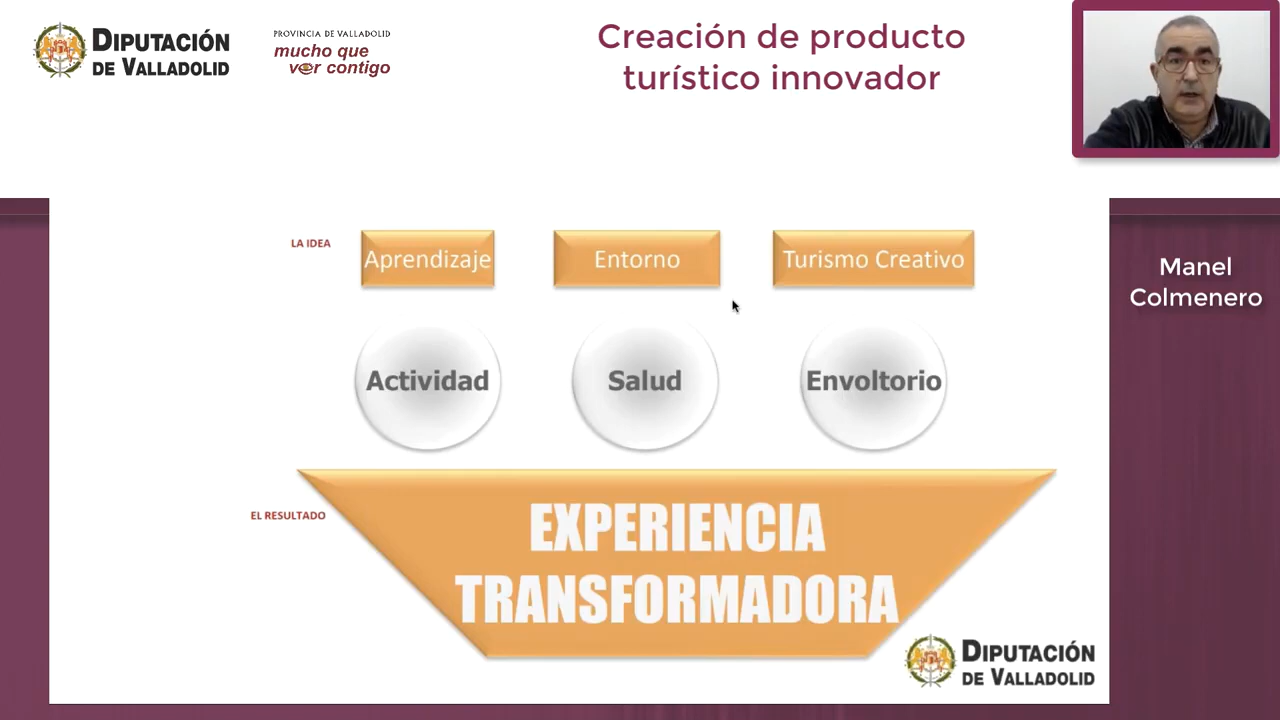 DIPUTACIÓN
DE VALLADOLID
PROVINCIA DE VALLADOLID
mucho que
ver contigo
Creación de producto
turístico innovador
Manel
Colmenero
LA IDEA
Aprendizaje
Entorno
Turismo Creativo
Actividad
Salud
Envoltorio
EL RESULTADO
EXPERIENCIA
TRANSFORMADORA
DIPUTACIÓN
DE VALLADOLID